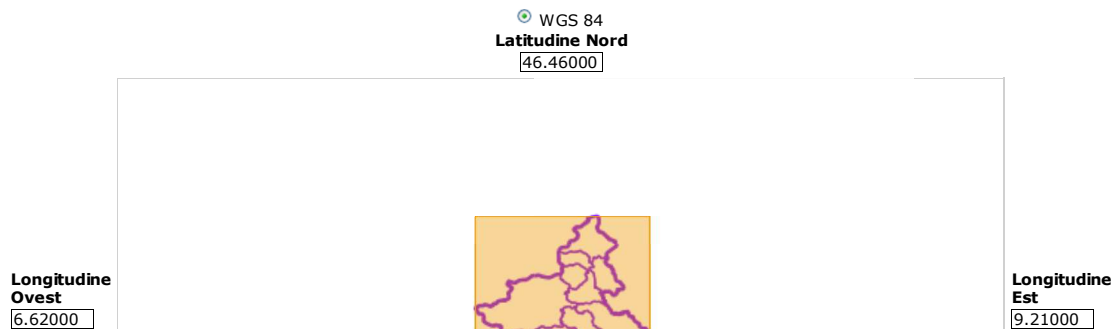 WGS 84
Latitudine Nord
46.46000
Longitudine
Ovest
6.62000
Longitudine
Est
9.21000